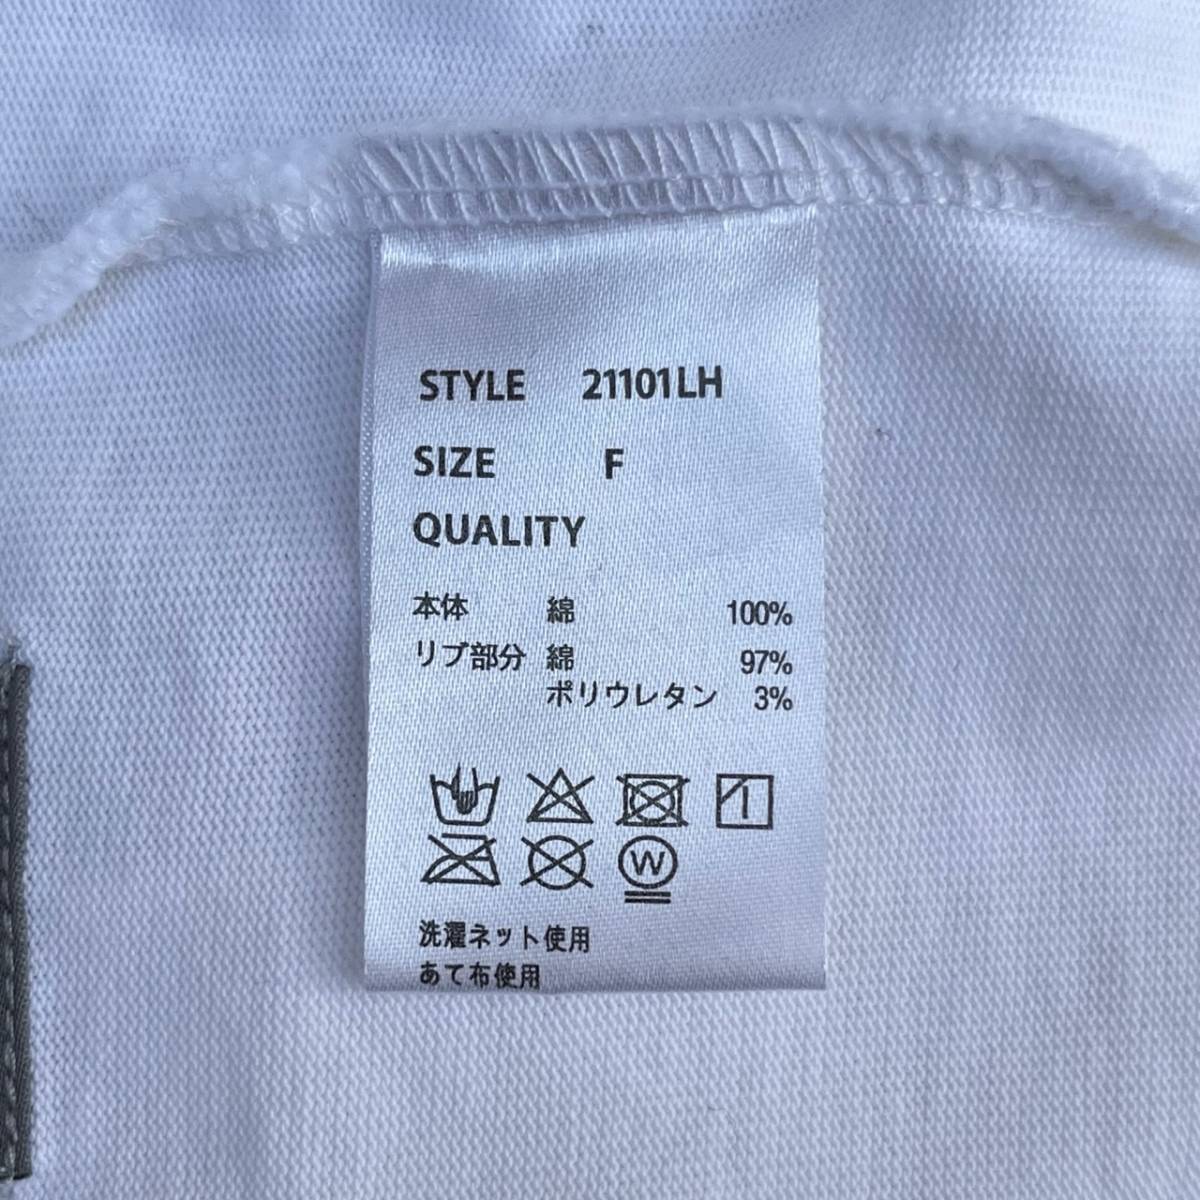 STYLE 21101LH
SIZE F
QUALITY
本体 綿 100%
リブ部分 綿 97%
ポリウレタン 3%
W
洗濯ネット使用
あて布使用